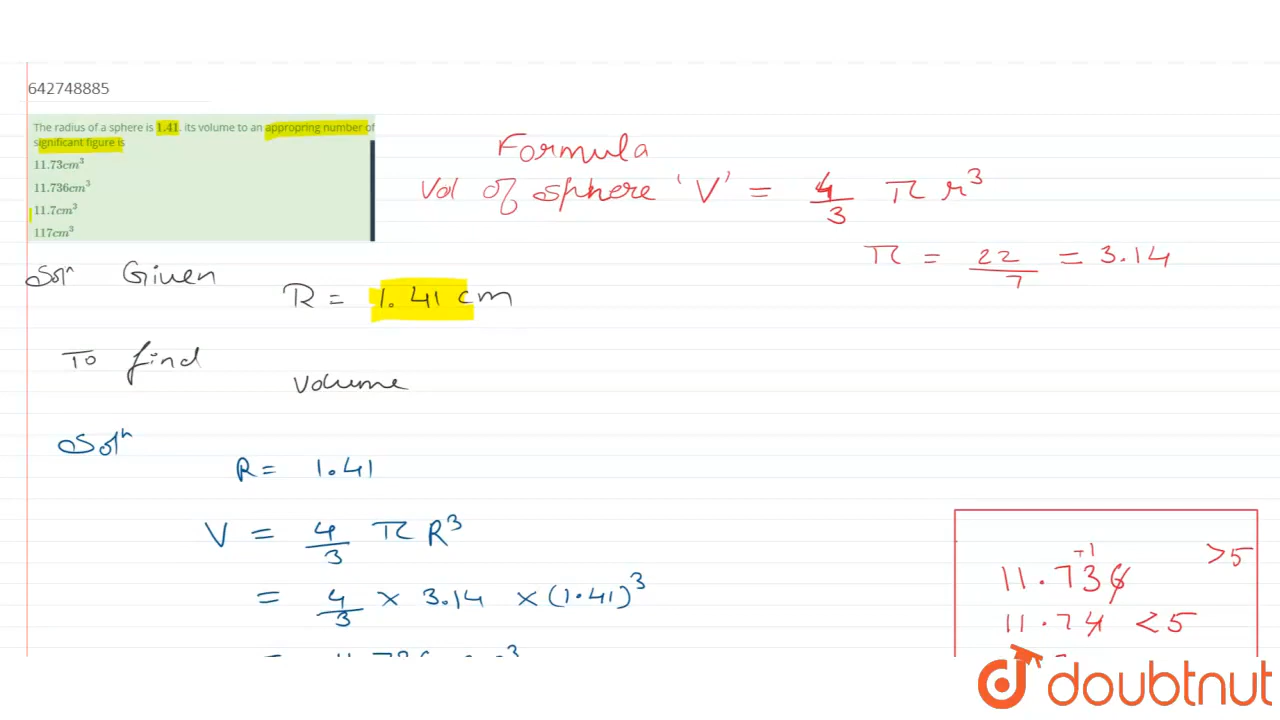 642748885
The radius of a sphere is 1.41. its volume to an appropring number of
significant figure is
11.73cm³
11.736cm³
11.7cm³
117cm³
Formula
Vol of sphere 'V' = 4/3 π r³
π = 22/7 = 3.14
Solⁿ Given
R = 1.41 cm
To find
Volume
Solⁿ
R = 1.41
V = 4/3 π R³
= 4/3 × 3.14 × (1.41)³
+1
11.736 >5
11.74 <5
doubtnut